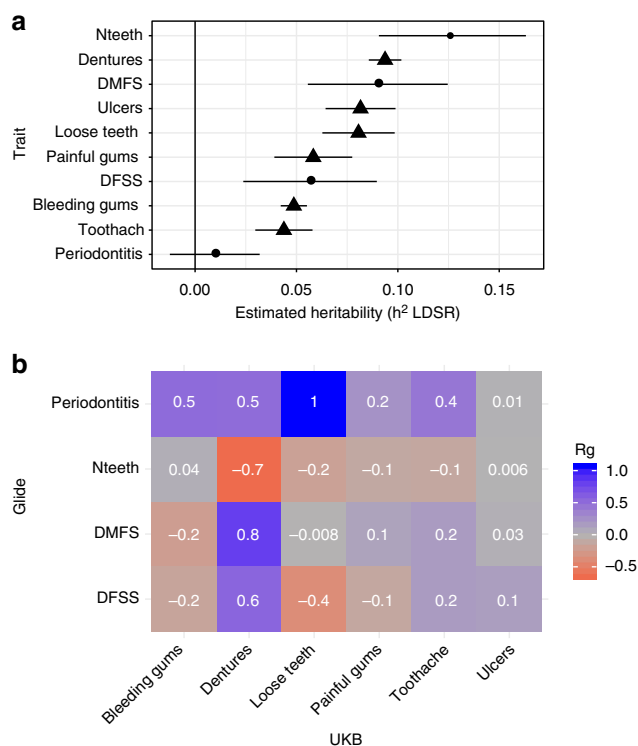 a
Trait
Nteeth
Dentures
DMFS
Ulcers
Loose teeth
Painful gums
DFSS
Bleeding gums
Toothach
Periodontitis
0.00 0.05 0.10 0.15
Estimated heritability (h² LDSR)
b
Glide
Periodontitis 0.5 0.5 1 0.2 0.4 0.01
Nteeth 0.04 −0.7 −0.2 −0.1 −0.1 0.006
DMFS −0.2 0.8 −0.008 0.1 0.2 0.03
DFSS −0.2 0.6 −0.4 −0.1 0.2 0.1
Bleeding gums Dentures Loose teeth Painful gums Toothache Ulcers
UKB
Rg
1.0
0.5
0.0
−0.5